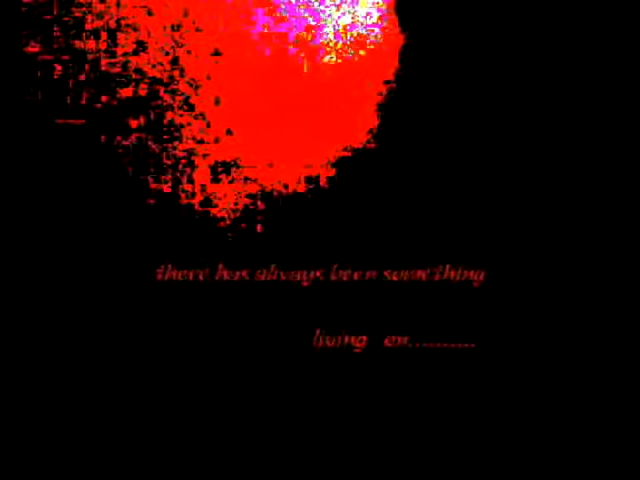 there has always been something
living on..........